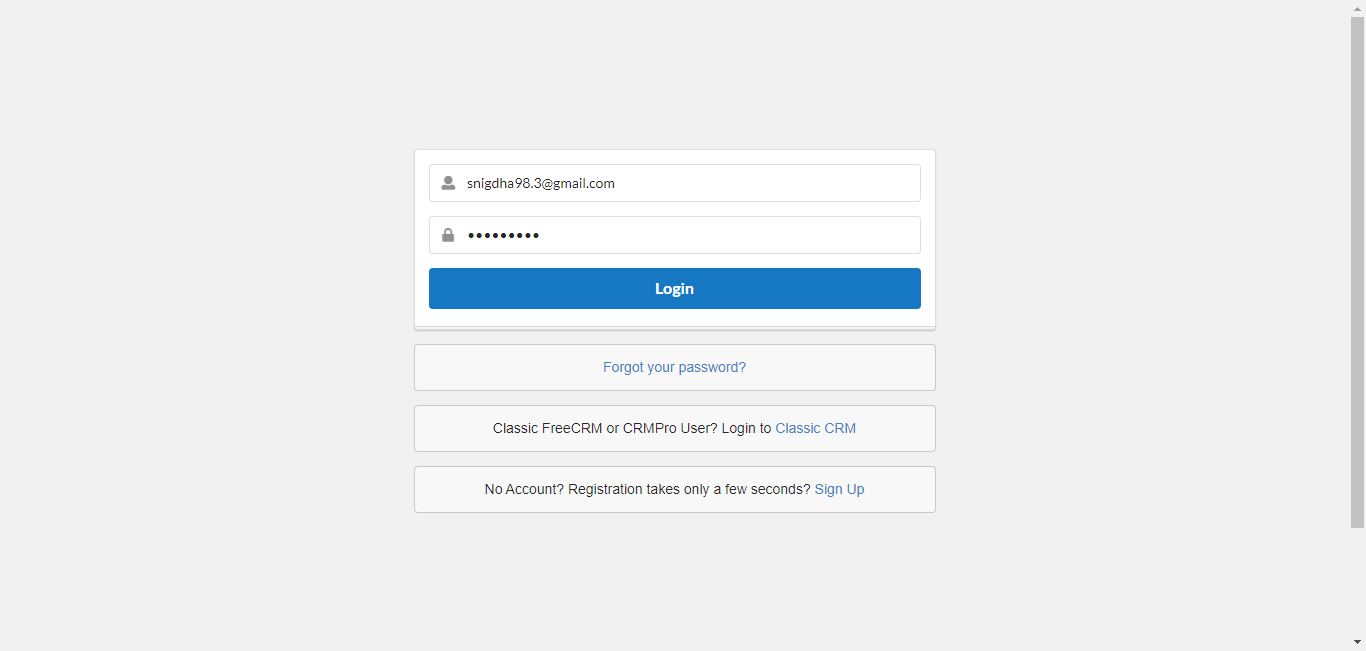 snigdha98.3@gmail.com
•••••••••
Login
Forgot your password?
Classic FreeCRM or CRMPro User? Login to Classic CRM
No Account? Registration takes only a few seconds? Sign Up